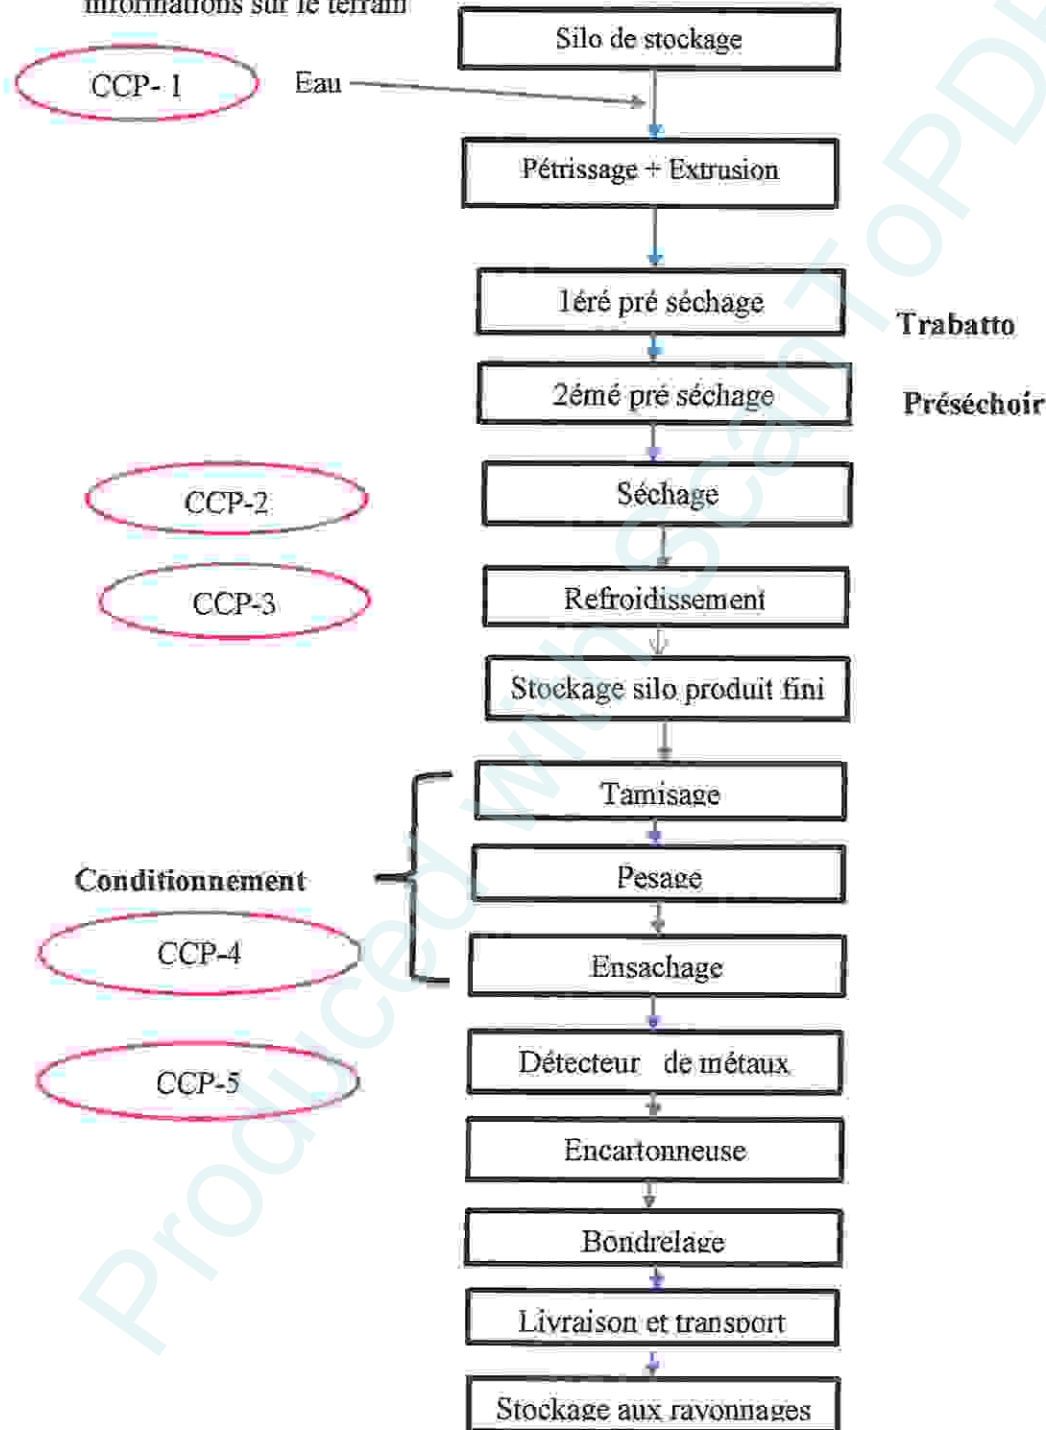 informations sur le terrain
Silo de stockage
CCP- 1
Eau
Pétrissage + Extrusion
1éré pré séchage
Trabatto
2émé pré séchage
Préséchoir
CCP-2
Séchage
CCP-3
Refroidissement
Stockage silo produit fini
Tamisage
Conditionnement
Pesage
CCP-4
Ensachage
CCP-5
Détecteur de métaux
Encartonneuse
Bondrelage
Livraison et transport
Stockage aux rayonnages
Produced with ScanToPDF